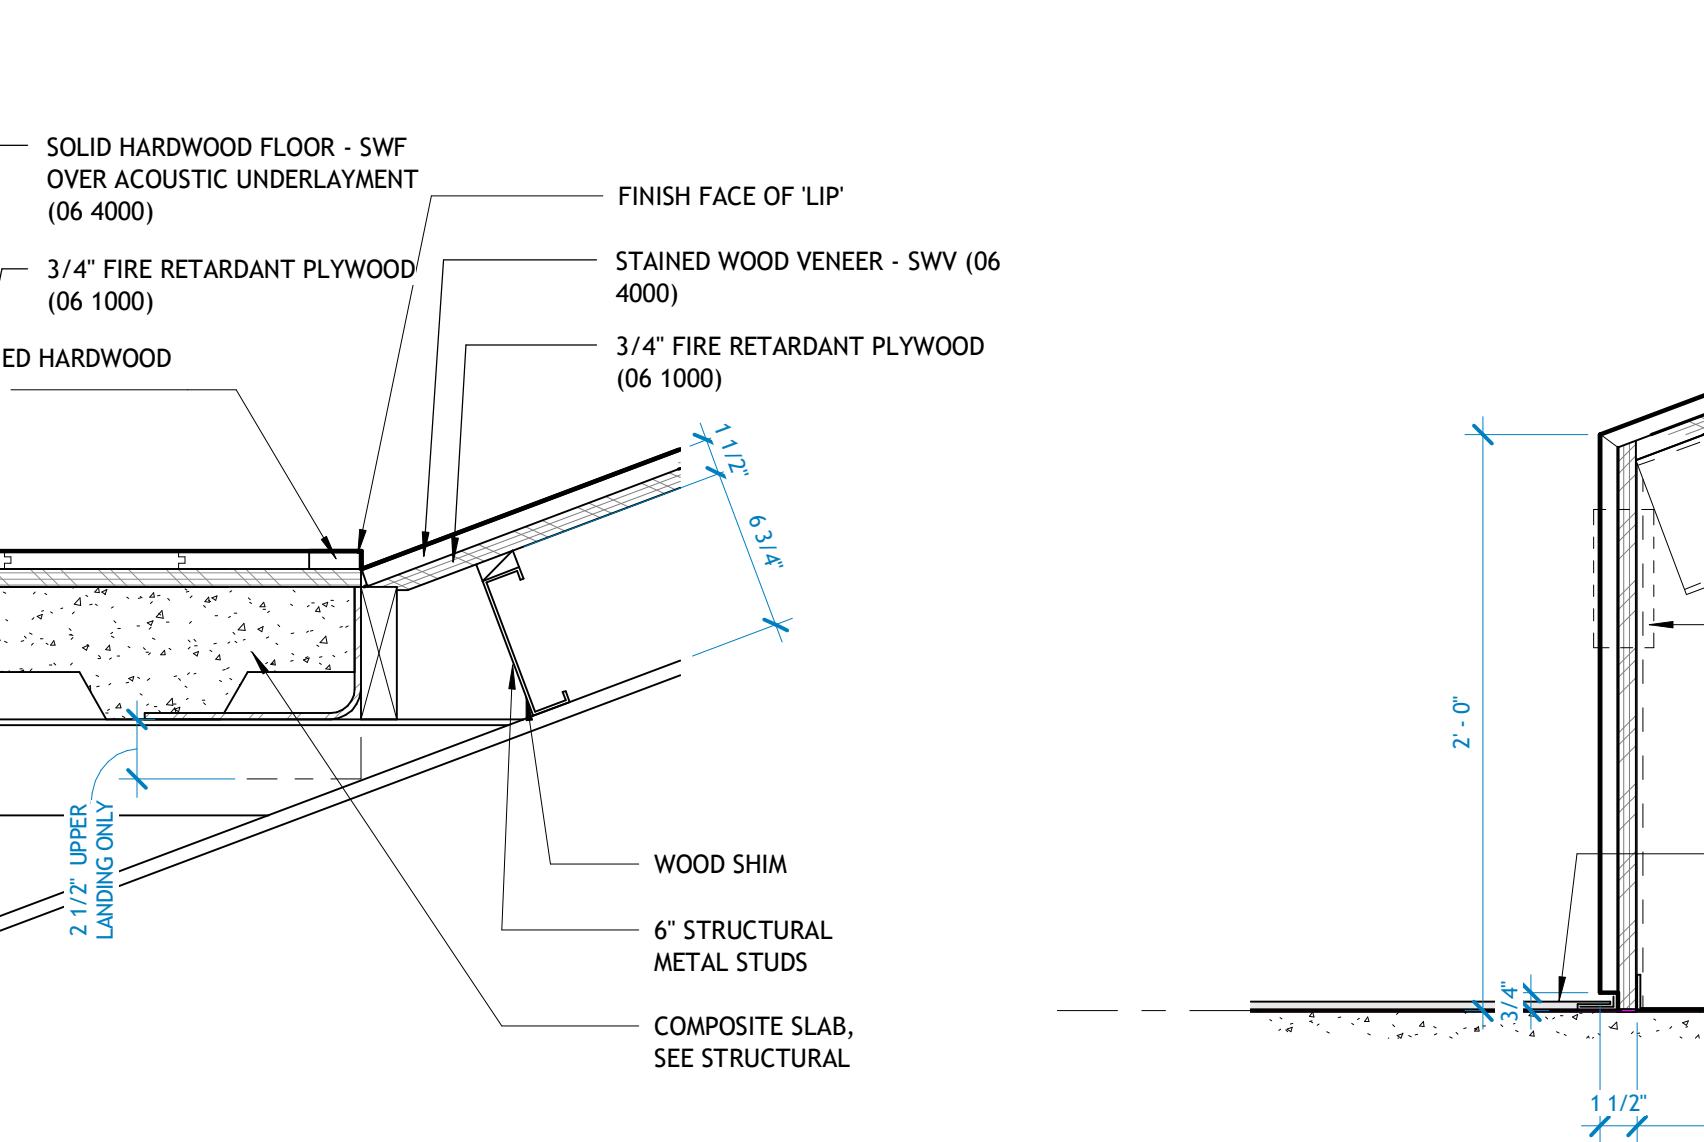 SOLID HARDWOOD FLOOR - SWF
OVER ACOUSTIC UNDERLAYMENT
(06 4000)
3/4" FIRE RETARDANT PLYWOOD
(06 1000)
ED HARDWOOD
FINISH FACE OF 'LIP'
STAINED WOOD VENEER - SWV (06
4000)
3/4" FIRE RETARDANT PLYWOOD
(06 1000)
1 1/2"
6 3/4"
2 1/2" UPPER
LANDING ONLY
WOOD SHIM
6" STRUCTURAL
METAL STUDS
COMPOSITE SLAB,
SEE STRUCTURAL
2' - 0"
3/4"
1 1/2"